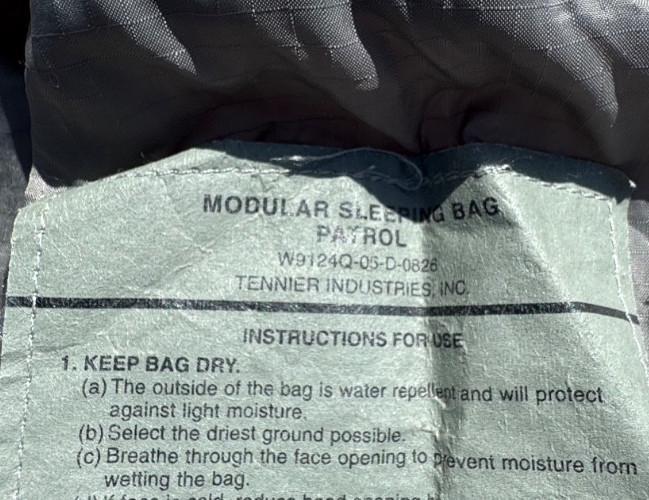 MODULAR SLEEPING BAG
PATROL
W9124Q-05-D-0826
TENNIER INDUSTRIES, INC.
INSTRUCTIONS FOR USE
1. KEEP BAG DRY.
(a) The outside of the bag is water repellent and will protect
against light moisture.
(b) Select the driest ground possible.
(c) Breathe through the face opening to prevent moisture from
wetting the bag.